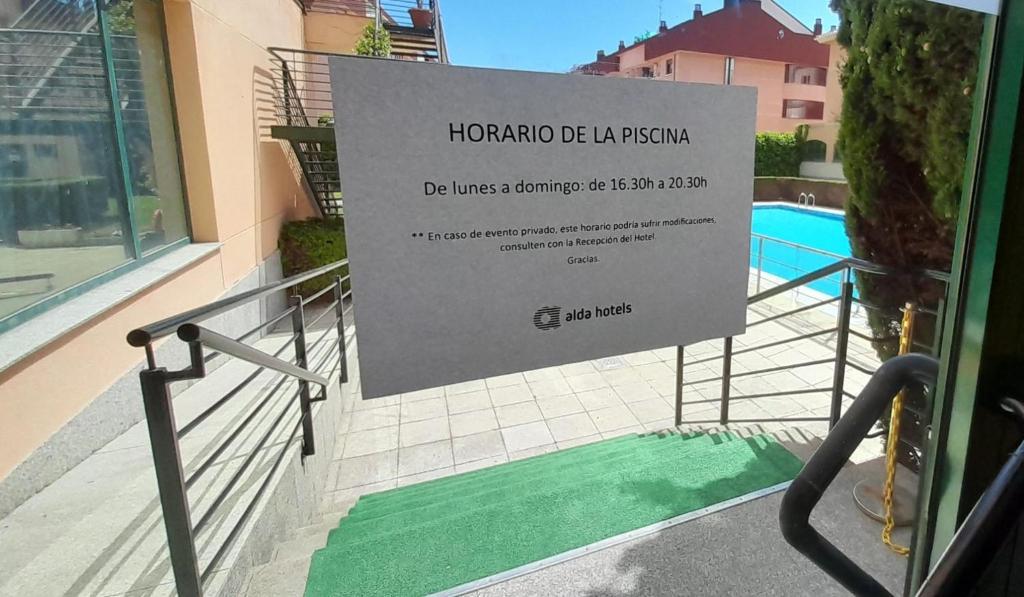 HORARIO DE LA PISCINA
De lunes a domingo: de 16.30h a 20.30h
** En caso de evento privado, este horario podría sufrir modificaciones,
consulten con la Recepción del Hotel.
Gracias.
alda hotels